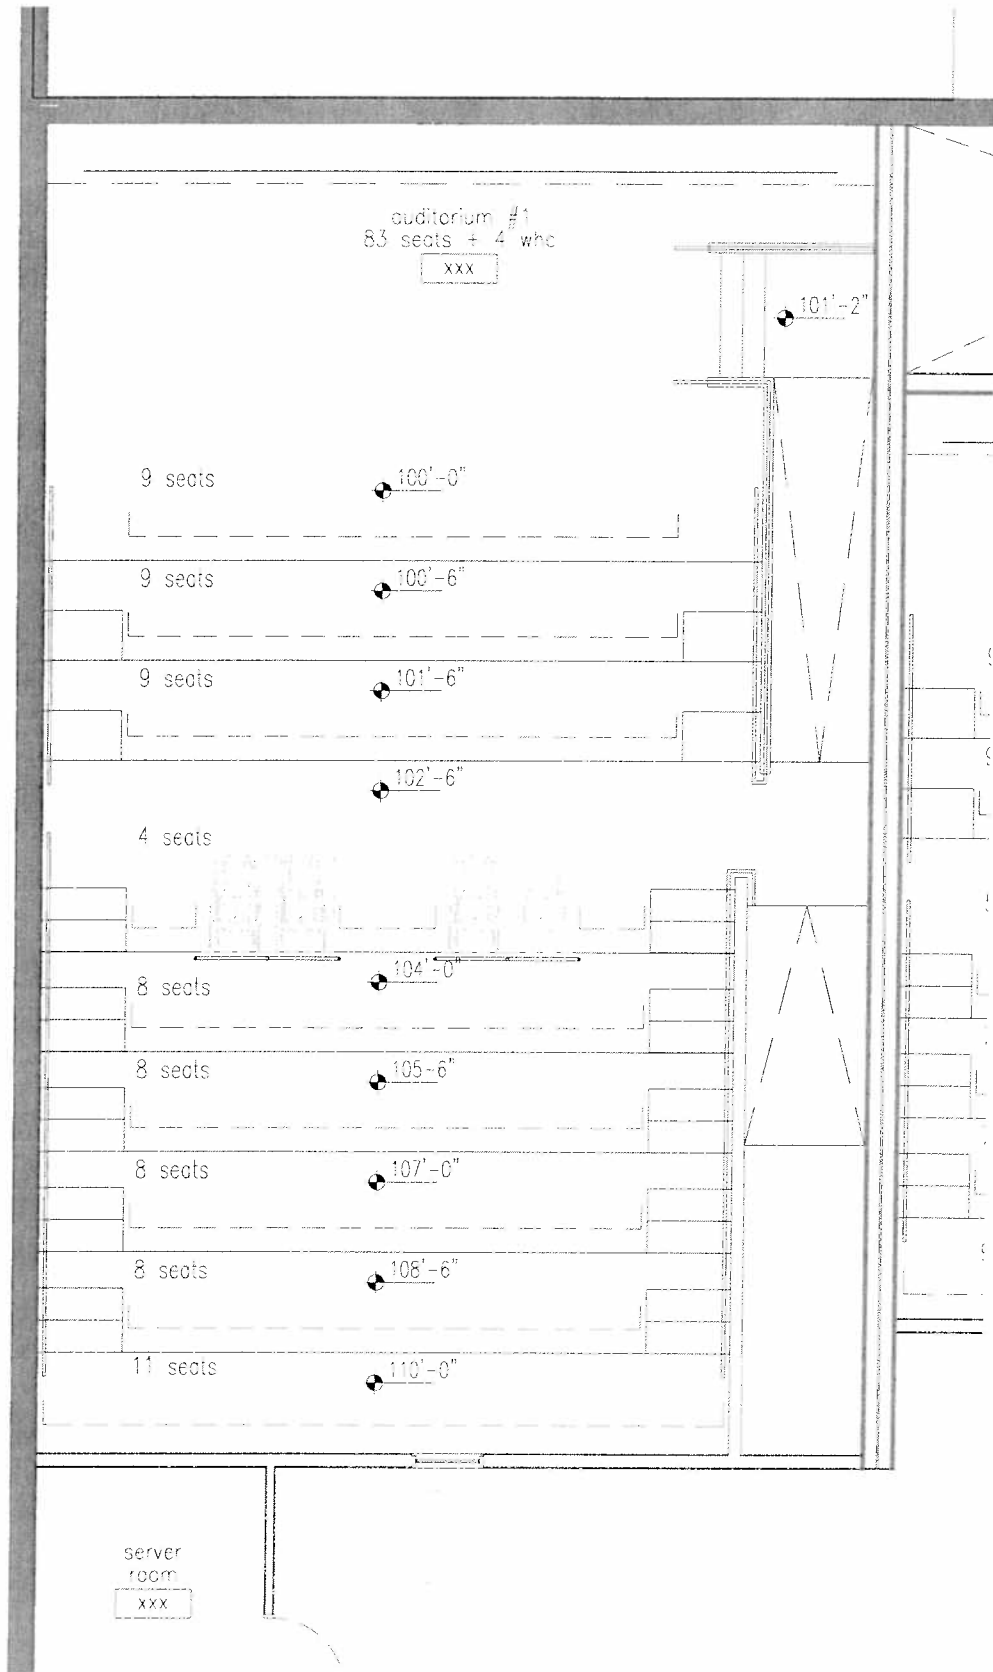 auditorium #1
83 seats + 4 whc
xxx
101'-2"
9 seats
100'-0"
9 seats
100'-6"
9 seats
101'-6"
102'-6"
4 seats
104'-0"
8 seats
105-6"
8 seats
107'-0"
8 seats
108'-6"
8 seats
110'-0"
11 seats
server
room
xxx